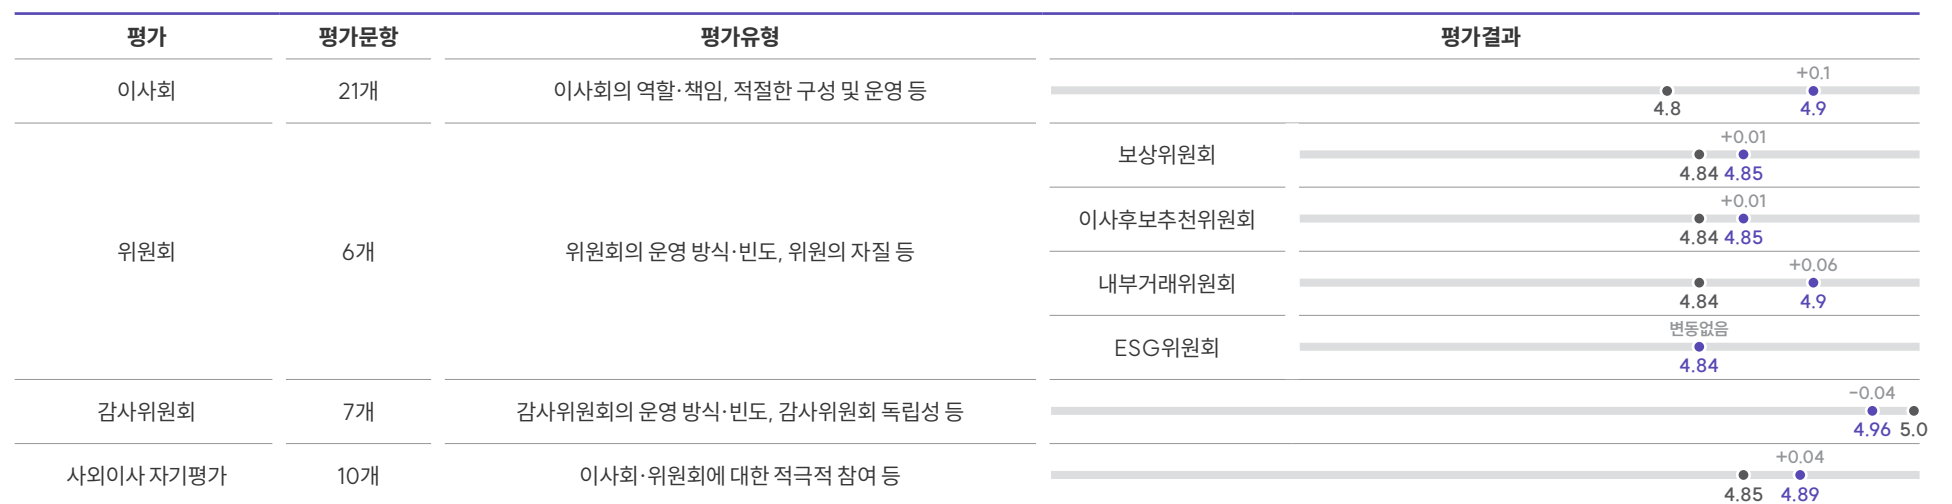 평가 평가문항 평가유형 평가결과
이사회 21개 이사회의 역할·책임, 적절한 구성 및 운영 등
+0.1
4.8 4.9
위원회 6개 위원회의 운영 방식·빈도, 위원의 자질 등
보상위원회
+0.01
4.84 4.85
이사후보추천위원회
+0.01
4.84 4.85
내부거래위원회
+0.06
4.84 4.9
ESG위원회
변동없음
4.84
감사위원회 7개 감사위원회의 운영 방식·빈도, 감사위원회 독립성 등
-0.04
4.96 5.0
사외이사 자기평가 10개 이사회·위원회에 대한 적극적 참여 등
+0.04
4.85 4.89